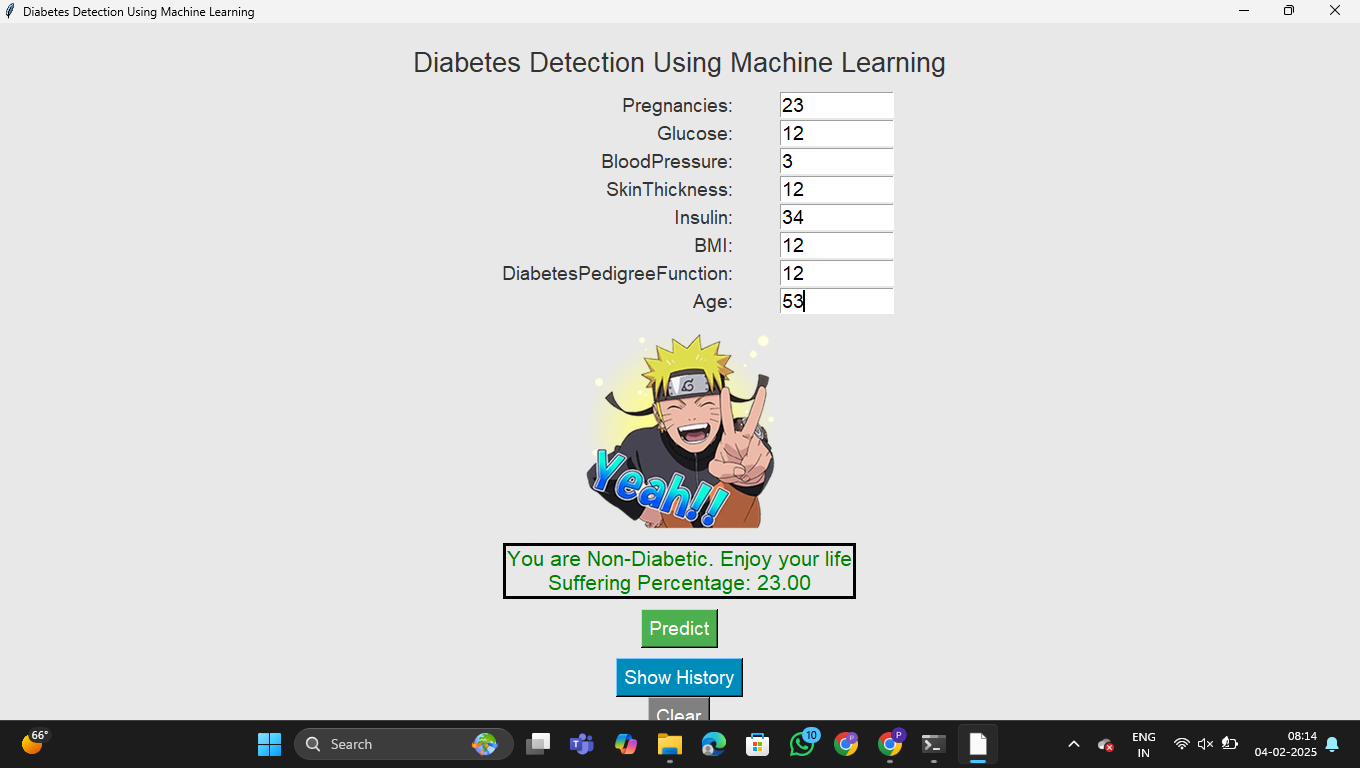 Diabetes Detection Using Machine Learning
Diabetes Detection Using Machine Learning
Pregnancies: 23
Glucose: 12
BloodPressure: 3
SkinThickness: 12
Insulin: 34
BMI: 12
DiabetesPedigreeFunction: 12
Age: 53
Yeah!!
You are Non-Diabetic. Enjoy your life
Suffering Percentage: 23.00
Predict
Show History
Clear
66°
Search
10
P
P
ENG
IN
08:14
04-02-2025